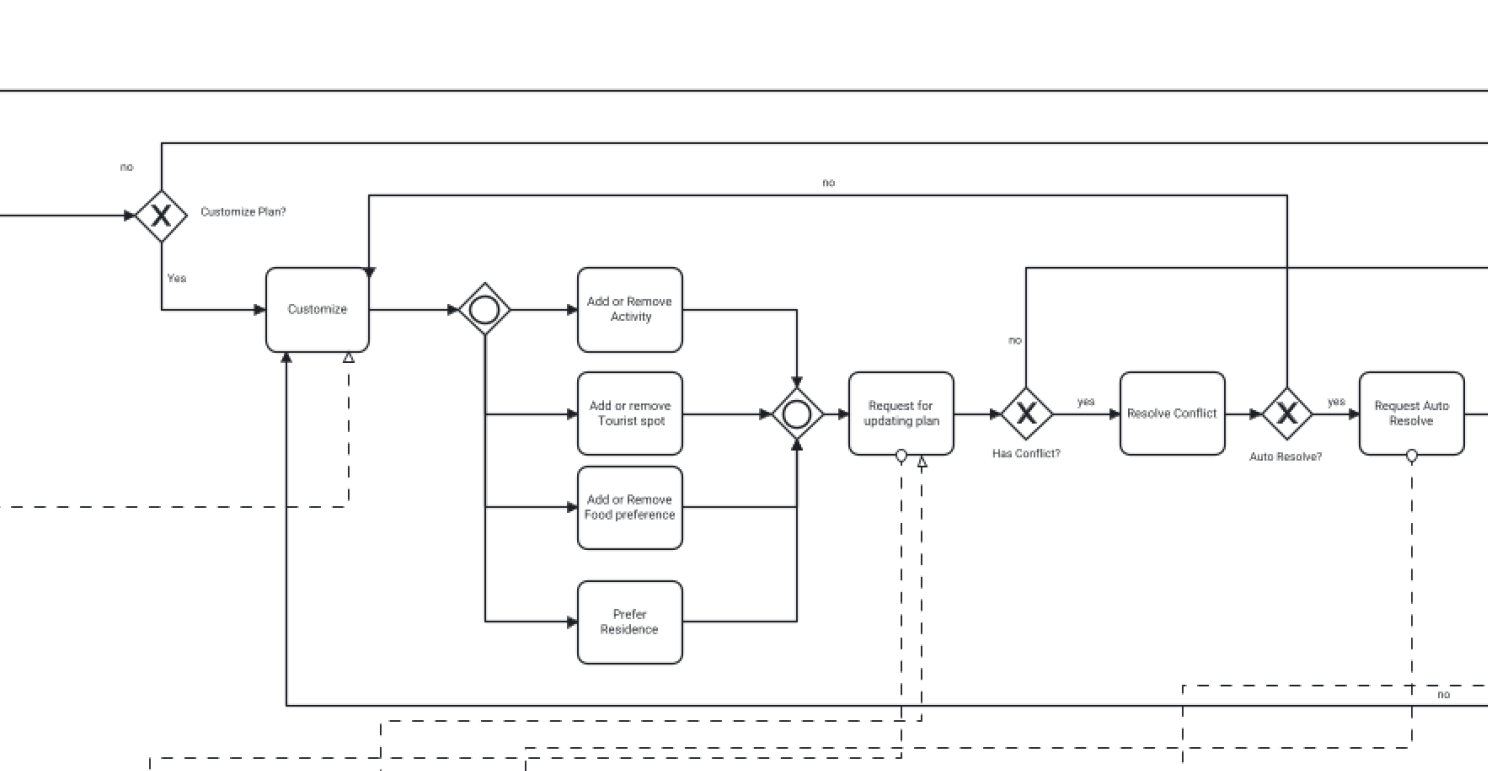 no
Customize Plan?
Yes
Customize
no
Add or Remove
Activity
Add or remove
Tourist spot
Add or Remove
Food preference
Prefer
Residence
Request for
updating plan
no
Has Conflict?
yes
Resolve Conflict
Auto Resolve?
yes
Request Auto
Resolve
no